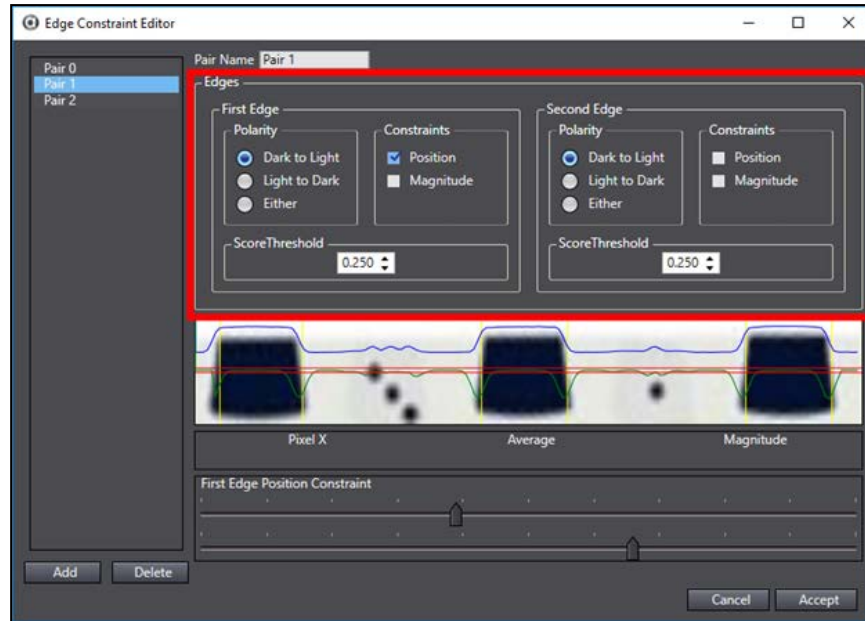 Edge Constraint Editor
Pair 0
Pair 1
Pair 2
Pair Name Pair 1
Edges
First Edge
Polarity
Dark to Light
Light to Dark
Either
Constraints
Position
Magnitude
ScoreThreshold
0.250
Second Edge
Polarity
Dark to Light
Light to Dark
Either
Constraints
Position
Magnitude
ScoreThreshold
0.250
Pixel X Average Magnitude
First Edge Position Constraint
Add Delete
Cancel Accept